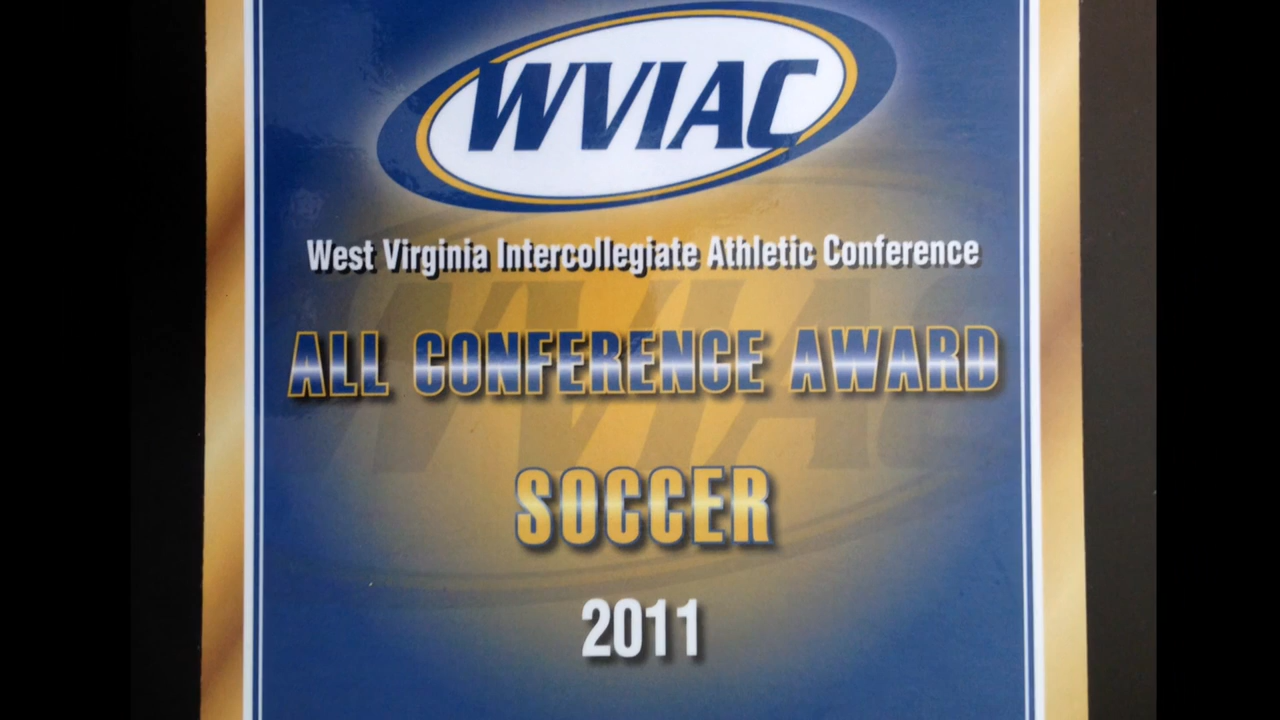 WVIAC
West Virginia Intercollegiate Athletic Conference
ALL CONFERENCE AWARD
SOCCER
2011